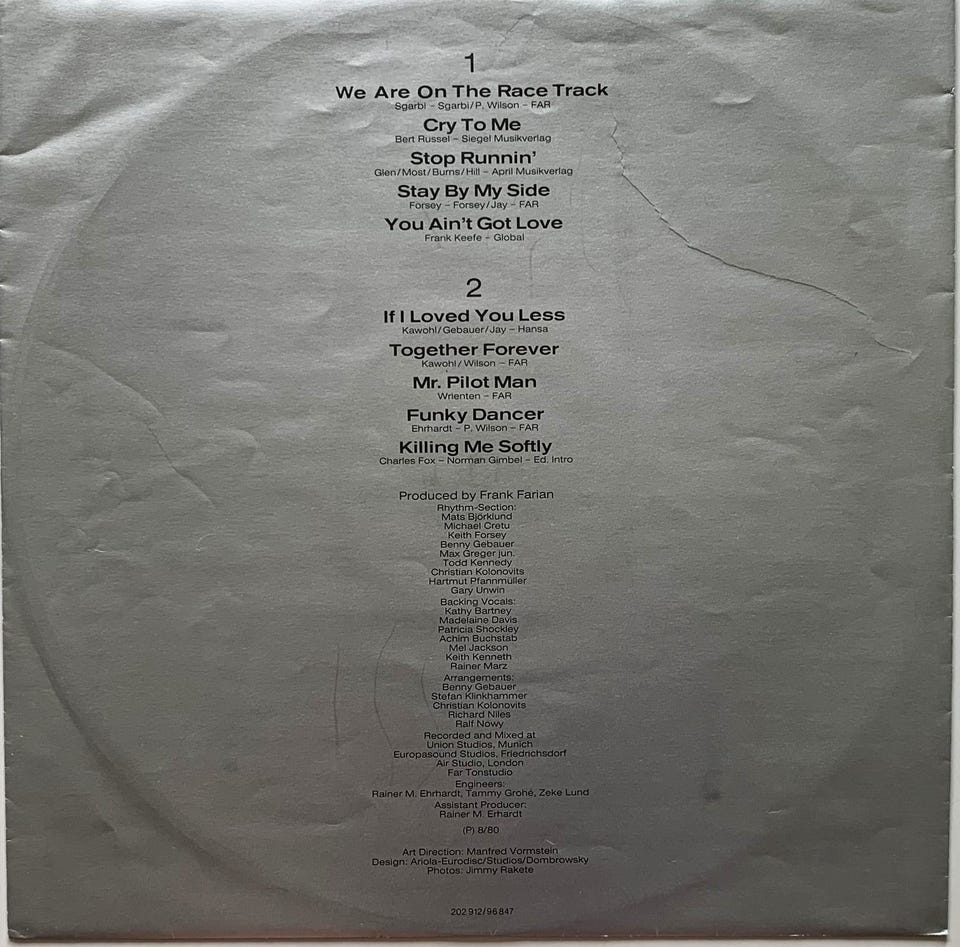 1
We Are On The Race Track
Sgarbi – Sgarbi/P. Wilson – FAR
Cry To Me
Bert Russel – Siegel Musikverlag
Stop Runnin'
Glen/Most/Burns/Hill – April Musikverlag
Stay By My Side
Forsey – Forsey/Jay – FAR
You Ain't Got Love
Frank Keefe – Global
2
If I Loved You Less
Kawohl/Gebauer/Jay – Hansa
Together Forever
Kawohl/Wilson – FAR
Mr. Pilot Man
Wrienten – FAR
Funky Dancer
Ehrhardt – P. Wilson – FAR
Killing Me Softly
Charles Fox – Norman Gimbel – Ed. Intro
Produced by Frank Farian
Rhythm-Section:
Mats Björklund
Michael Cretu
Keith Forsey
Benny Gebauer
Max Greger jun.
Todd Kennedy
Christian Kolonovits
Hartmut Pfannmüller
Gary Unwin
Backing Vocals:
Kathy Bartney
Madelaine Davis
Patricia Shockley
Achim Buchstab
Mel Jackson
Keith Kenneth
Rainer Marz
Arrangements:
Benny Gebauer
Stefan Klinkhammer
Christian Kolonovits
Richard Niles
Ralf Nowy
Recorded and Mixed at
Union Studios, Munich
Europasound Studios, Friedrichsdorf
Air Studio, London
Far Tonstudio
Engineers:
Rainer M. Ehrhardt, Tammy Grohé, Zeke Lund
Assistant Producer:
Rainer M. Erhardt
(P) 8/80
Art Direction: Manfred Vormstein
Design: Ariola-Eurodisc/Studios/Dombrowsky
Photos: Jimmy Rakete
202 912/96 847